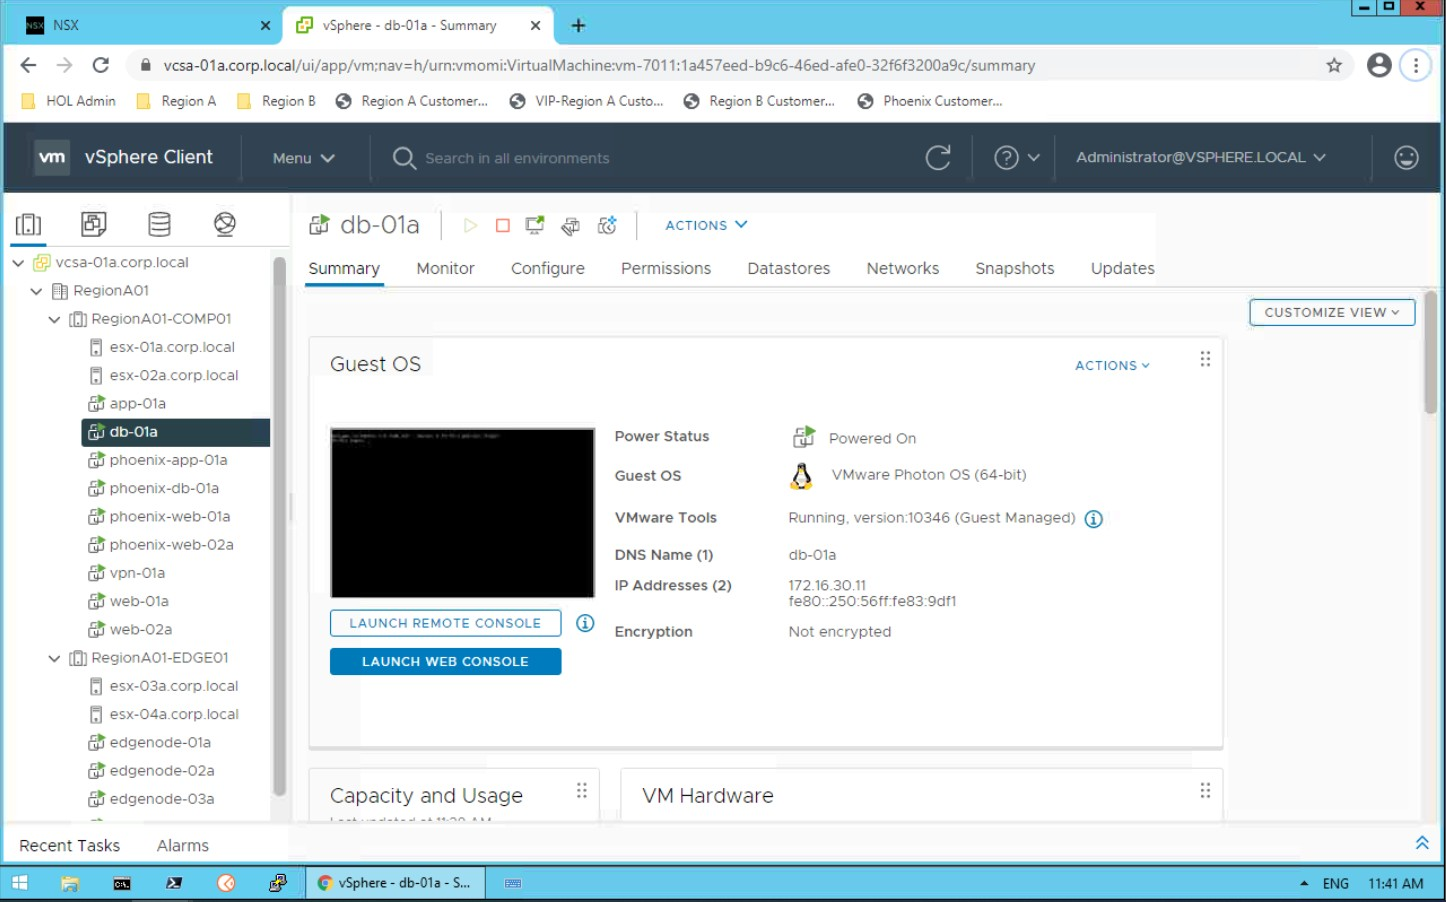 NSX NSX
vSphere - db-01a - Summary
vcsa-01a.corp.local/ui/app/vm;nav=h/urn:vmomi:VirtualMachine:vm-7011:1a457eed-b9c6-46ed-afe0-32f6f3200a9c/summary
HOL Admin Region A Region B Region A Customer... VIP-Region A Custo... Region B Customer... Phoenix Customer...
vm vSphere Client Menu Search in all environments Administrator@VSPHERE.LOCAL
db-01a ACTIONS
Summary Monitor Configure Permissions Datastores Networks Snapshots Updates
vcsa-01a.corp.local
RegionA01
RegionA01-COMP01
esx-01a.corp.local
esx-02a.corp.local
app-01a
db-01a
phoenix-app-01a
phoenix-db-01a
phoenix-web-01a
phoenix-web-02a
vpn-01a
web-01a
web-02a
RegionA01-EDGE01
esx-03a.corp.local
esx-04a.corp.local
edgenode-01a
edgenode-02a
edgenode-03a
CUSTOMIZE VIEW
Guest OS
ACTIONS
LAUNCH REMOTE CONSOLE
LAUNCH WEB CONSOLE
Power Status Powered On
Guest OS VMware Photon OS (64-bit)
VMware Tools Running, version:10346 (Guest Managed)
DNS Name (1) db-01a
IP Addresses (2) 172.16.30.11
fe80::250:56ff:fe83:9df1
Encryption Not encrypted
Capacity and Usage
VM Hardware
Recent Tasks Alarms
vSphere - db-01a - S... ENG 11:41 AM